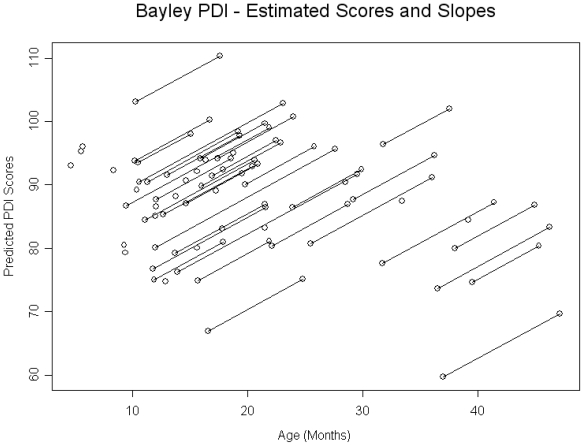 Bayley PDI - Estimated Scores and Slopes
Predicted PDI Scores
110
100
90
80
70
60
10 20 30 40
Age (Months)